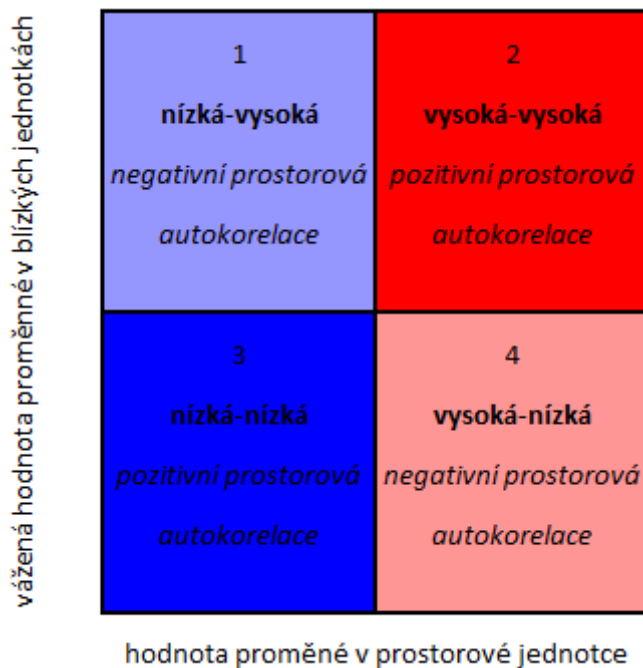 vážená hodnota proměnné v blízkých jednotkách
1
nízká-vysoká
negativní prostorová
autokorelace
2
vysoká-vysoká
pozitivní prostorová
autokorelace
3
nízká-nízká
pozitivní prostorová
autokorelace
4
vysoká-nízká
negativní prostorová
autokorelace
hodnota proměné v prostorové jednotce